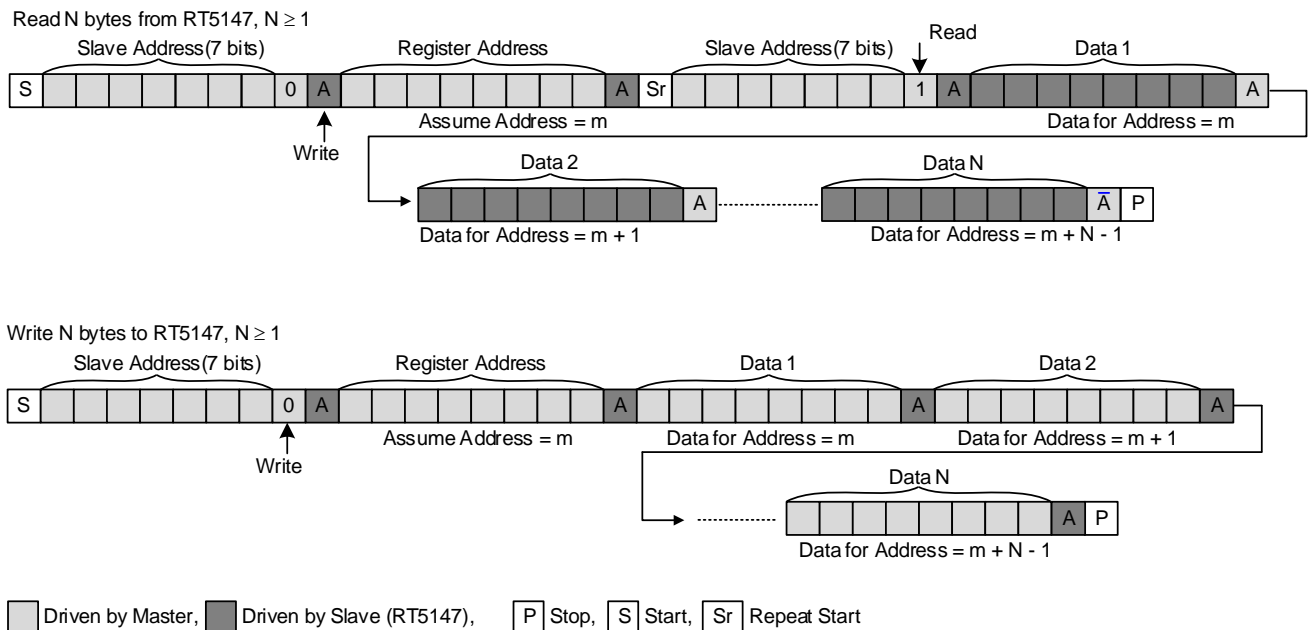 Read N bytes from RT5147, N ≥ 1
Slave Address(7 bits) Register Address Slave Address(7 bits) Read Data 1
S 0 A A Sr 1 A A
Write Assume Address = m Data for Address = m
Data 2 Data N
A A̅ P
Data for Address = m + 1 Data for Address = m + N - 1
Write N bytes to RT5147, N ≥ 1
Slave Address(7 bits) Register Address Data 1 Data 2
S 0 A A A A
Write Assume Address = m Data for Address = m Data for Address = m + 1
Data N
A P
Data for Address = m + N - 1
Driven by Master, Driven by Slave (RT5147), P Stop, S Start, Sr Repeat Start